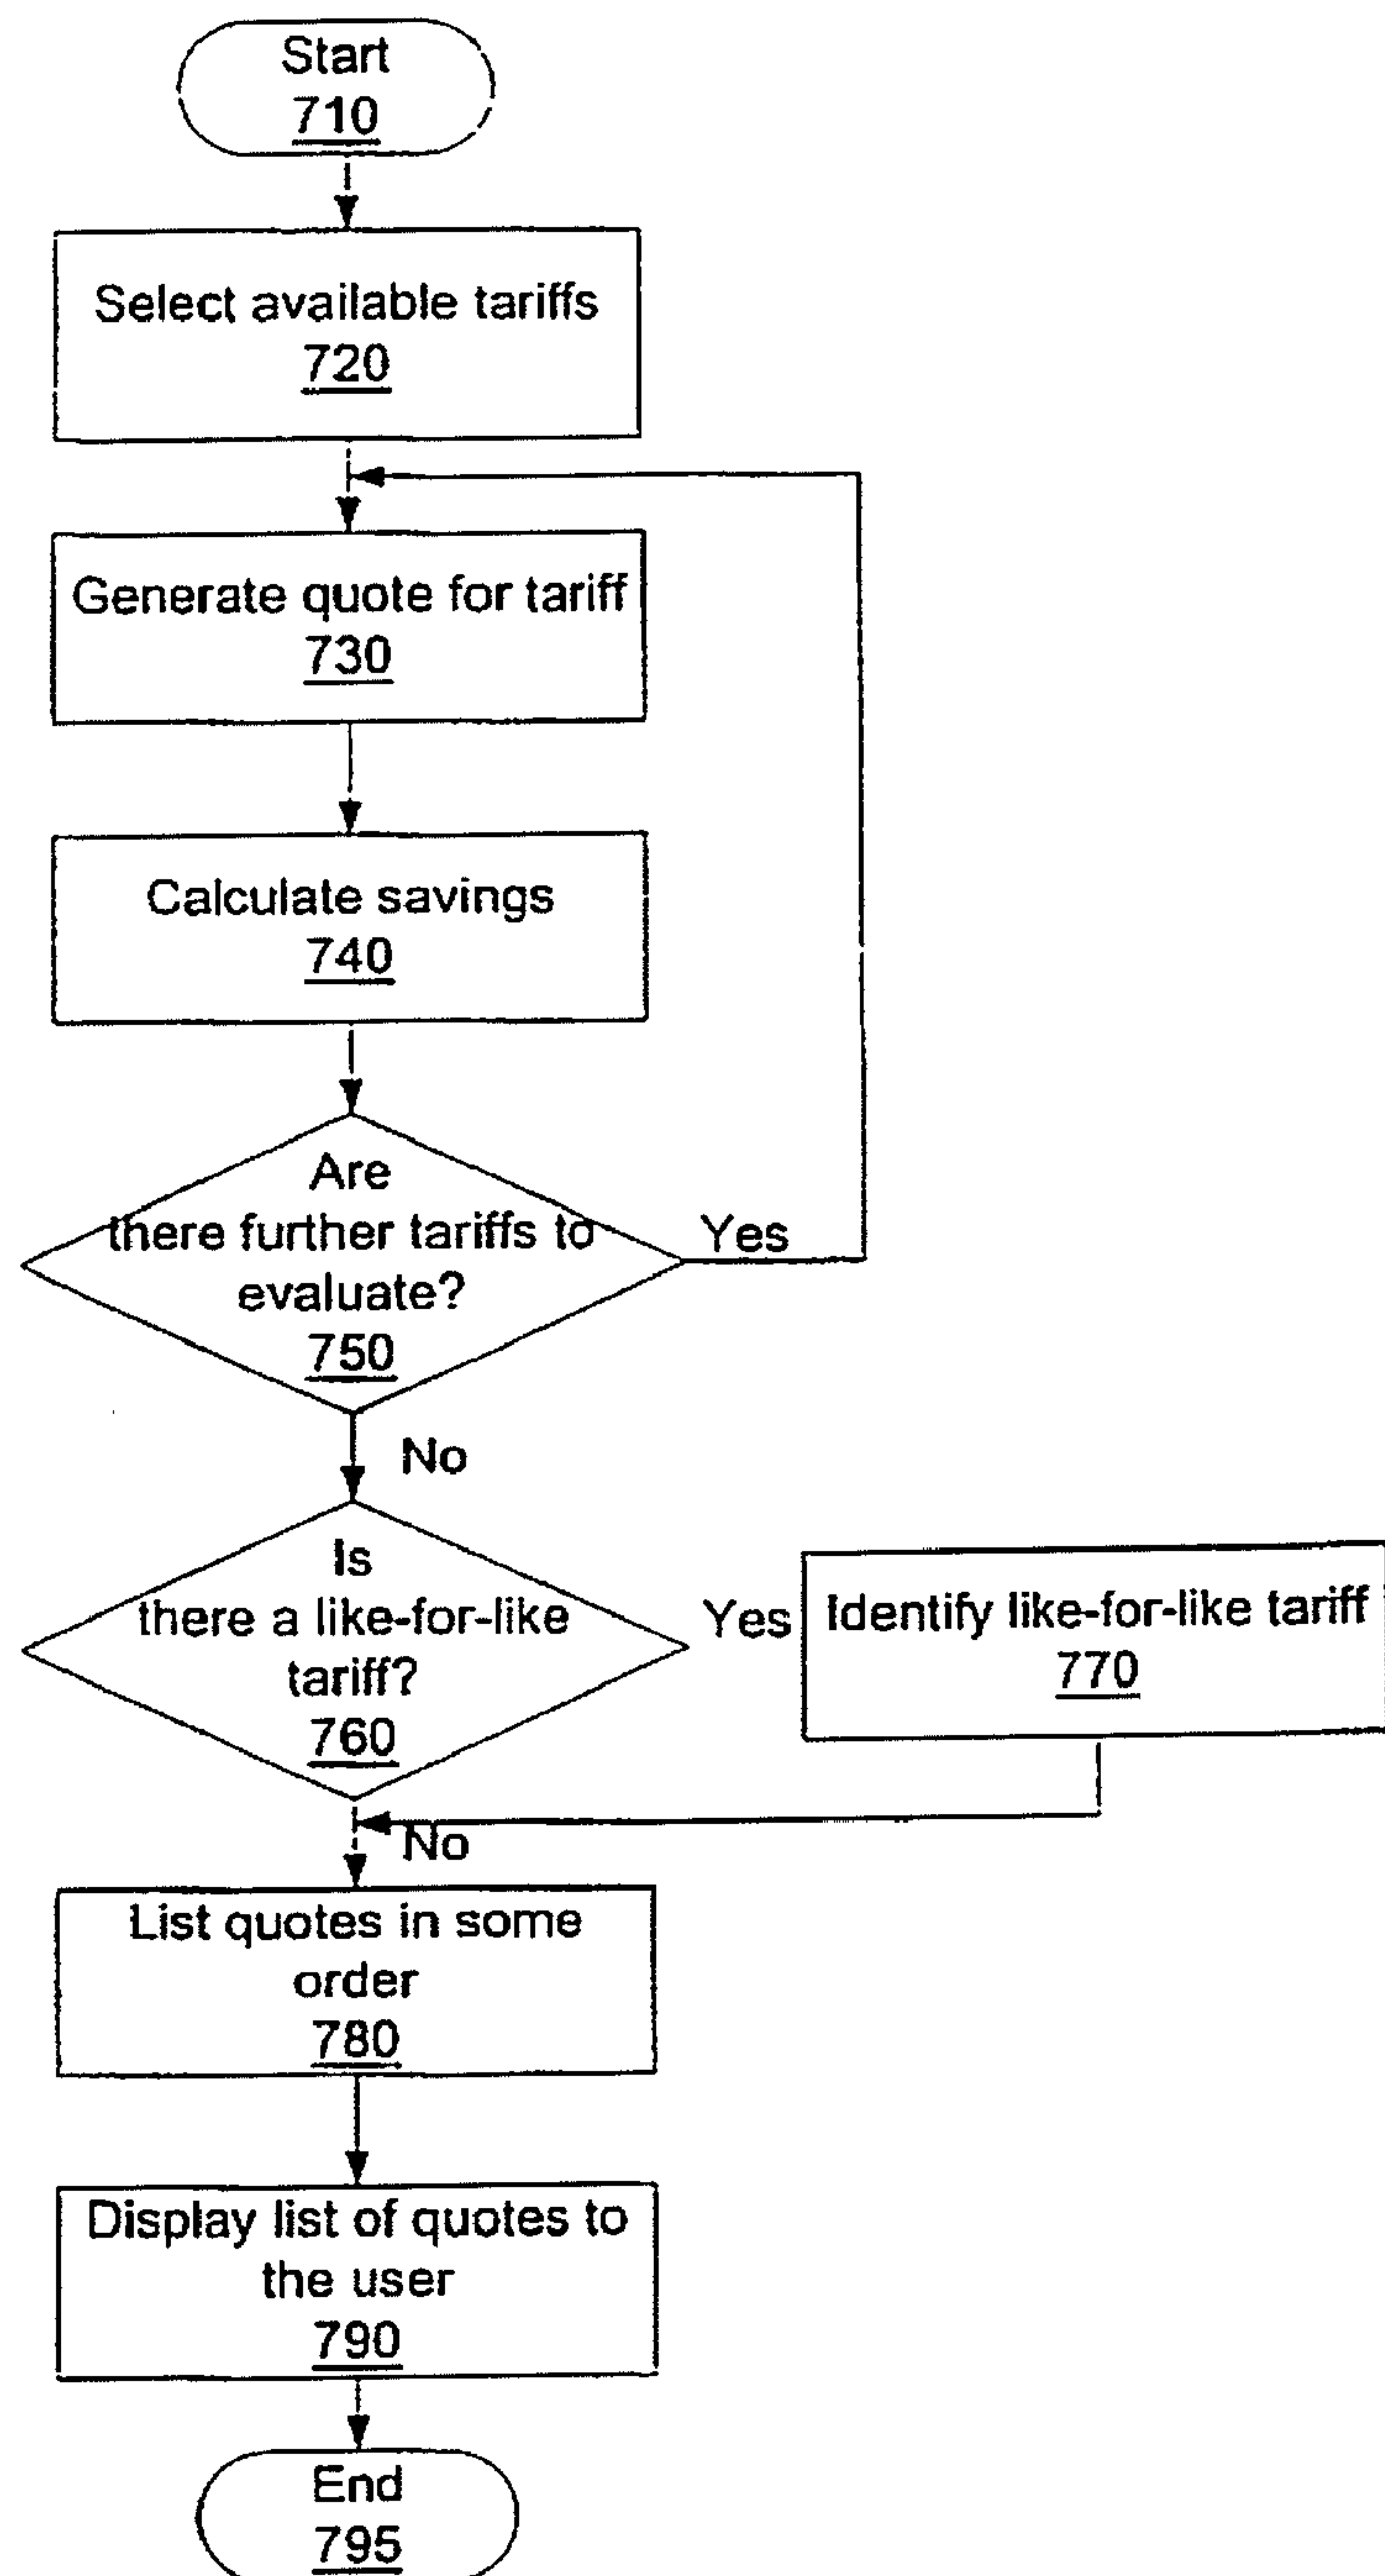 Start
710
Select available tariffs
720
Generate quote for tariff
730
Calculate savings
740
Are
there further tariffs to
evaluate?
750
Yes
No
Is
there a like-for-like
tariff?
760
Yes
Identify like-for-like tariff
770
No
List quotes in some
order
780
Display list of quotes to
the user
790
End
795